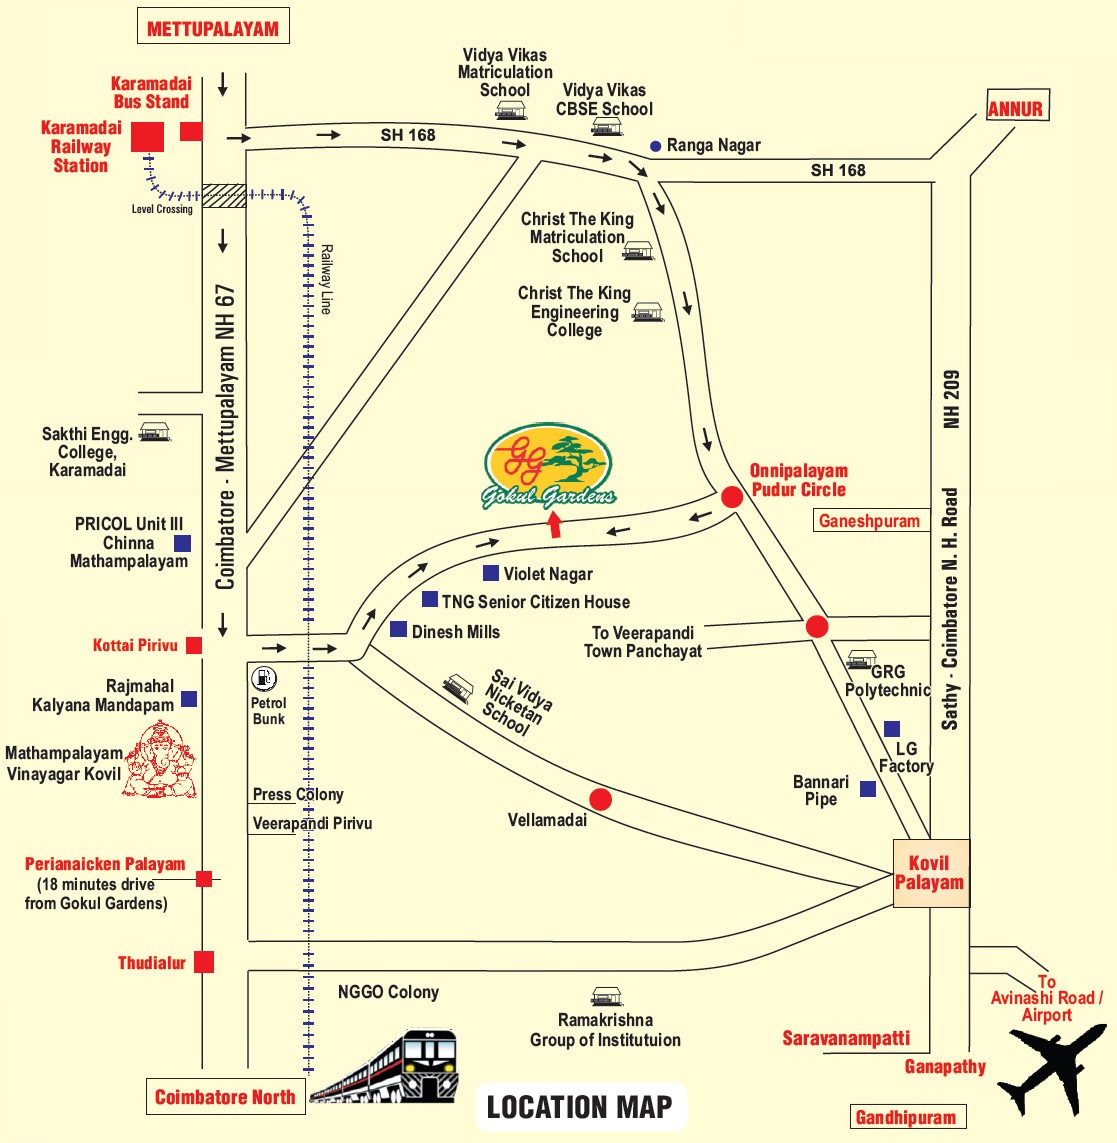 METTUPALAYAM
Karamadai
Bus Stand
Karamadai
Railway
Station
Level Crossing
SH 168
Vidya Vikas
Matriculation
School
Vidya Vikas
CBSE School
Ranga Nagar
SH 168
ANNUR
Railway Line
Coimbatore - Mettupalayam NH 67
Christ The King
Matriculation
School
Christ The King
Engineering
College
NH 209
Sathy - Coimbatore N. H. Road
Sakthi Engg.
College,
Karamadai
GG
Gokul Gardens
Onnipalayam
Pudur Circle
Ganeshpuram
PRICOL Unit III
Chinna
Mathampalayam
Violet Nagar
TNG Senior Citizen House
Dinesh Mills
To Veerapandi
Town Panchayat
Kottai Pirivu
Petrol
Bunk
Rajmahal
Kalyana Mandapam
Sai Vidya
Nicketan
School
GRG
Polytechnic
LG
Factory
Mathampalayam
Vinayagar Kovil
Bannari
Pipe
Press Colony
Veerapandi Pirivu
Vellamadai
Perianaicken Palayam
(18 minutes drive
from Gokul Gardens)
Kovil
Palayam
Thudialur
NGGO Colony
Ramakrishna
Group of Institutuion
To
Avinashi Road /
Airport
Saravanampatti
Ganapathy
Coimbatore North
LOCATION MAP
Gandhipuram